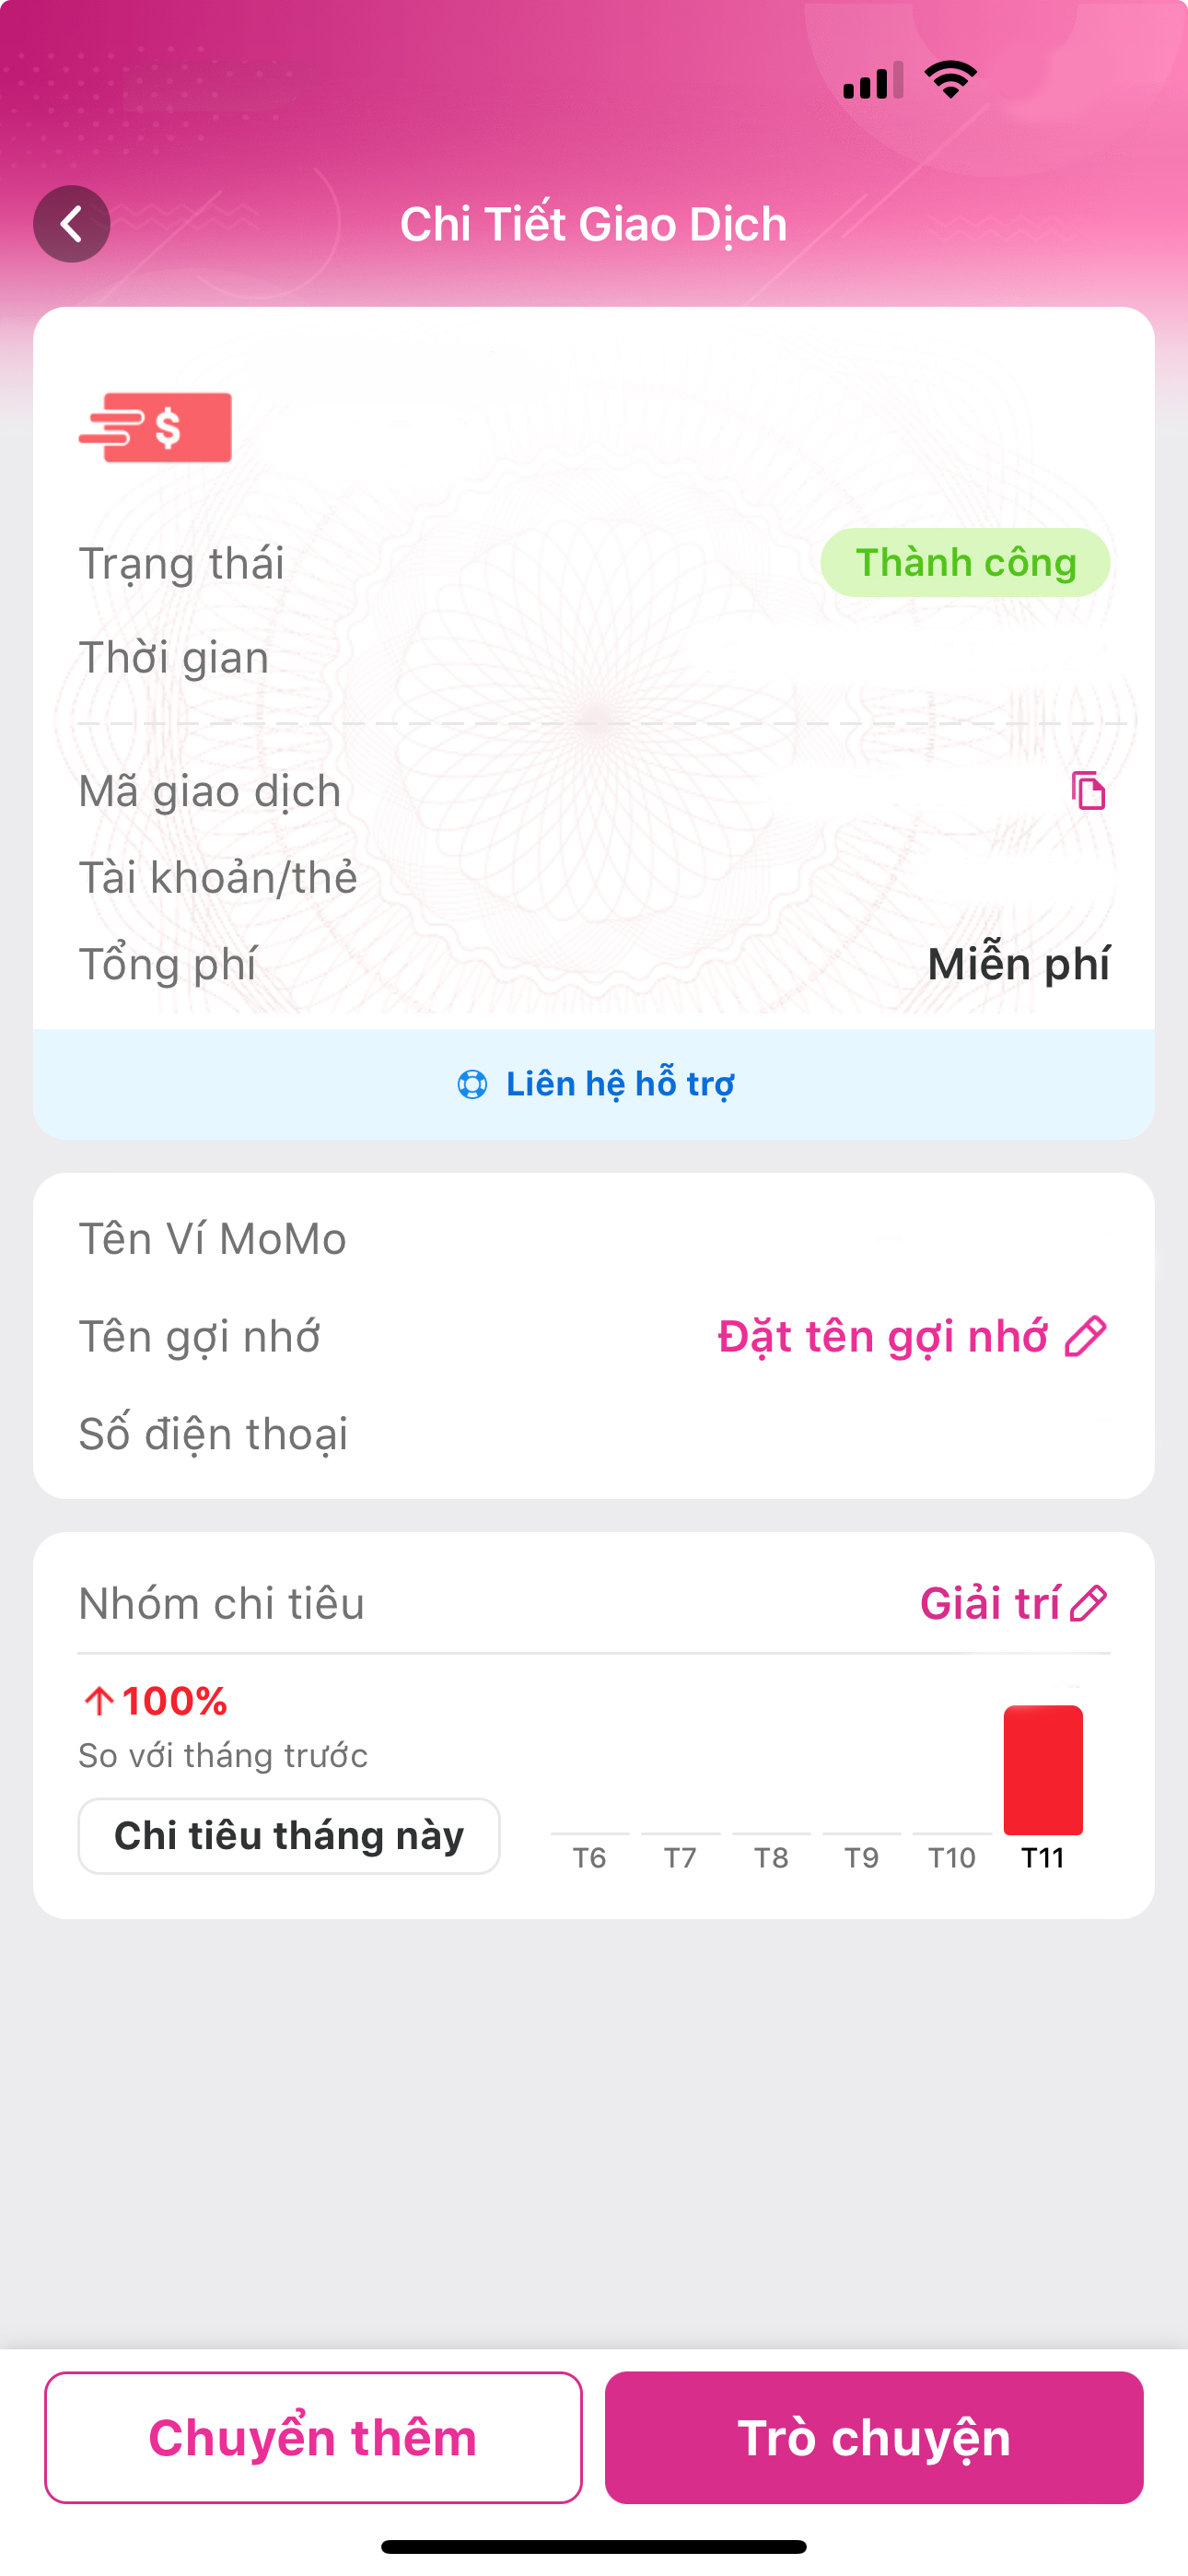 Chi Tiết Giao Dịch
$
Trạng thái Thành công
Thời gian
Mã giao dịch
Tài khoản/thẻ
Tổng phí Miễn phí
Liên hệ hỗ trợ
Tên Ví MoMo
Tên gợi nhớ Đặt tên gợi nhớ
Số điện thoại
Nhóm chi tiêu Giải trí
↑100%
So với tháng trước
Chi tiêu tháng này
T6 T7 T8 T9 T10 T11
Chuyển thêm Trò chuyện